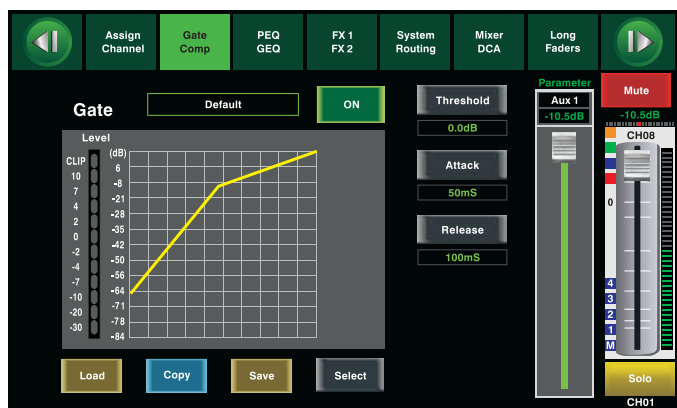 Assign
Channel
Gate
Comp
PEQ
GEQ
FX 1
FX 2
System
Routing
Mixer
DCA
Long
Faders
Gate
Default
ON
Level
(dB)
CLIP
10
7
4
2
0
-2
-4
-7
-10
-20
-30
6
-8
-21
-28
-35
-42
-50
-56
-64
-71
-78
-84
Load
Copy
Save
Select
Threshold
0.0dB
Attack
50mS
Release
100mS
Parameter
Aux 1
-10.5dB
Mute
-10.5dB
CH08
0
4
3
2
1
M
Solo
CH01